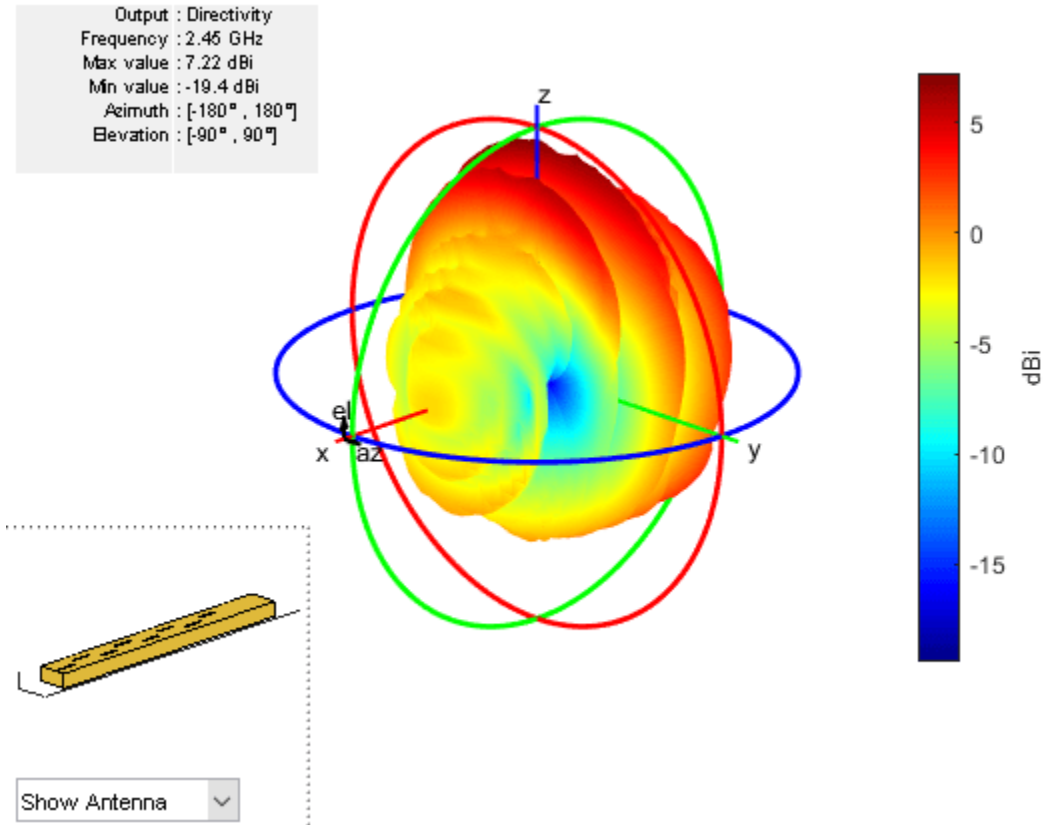 Output : Directivity
Frequency : 2.45 GHz
Max value : 7.22 dBi
Min value : -19.4 dBi
Azimuth : [-180° , 180°]
Elevation : [-90° , 90°]
z
5
0
-5
dBi
el
x
az
y
-10
-15
Show Antenna